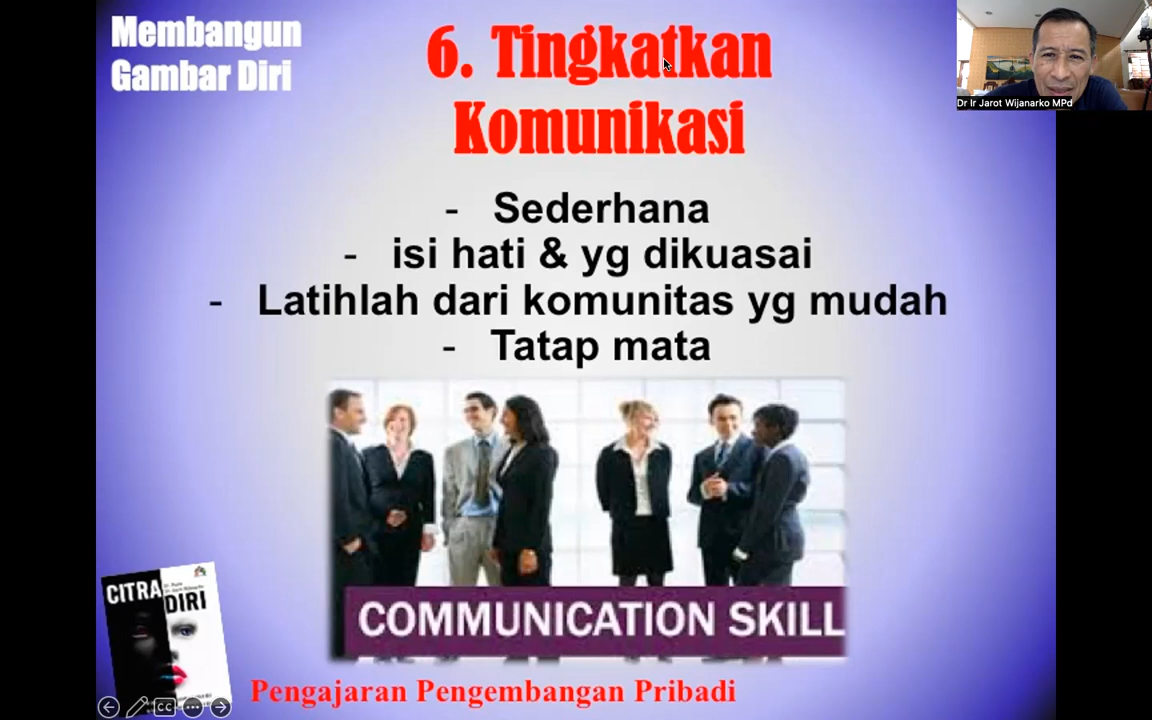 Membangun
Gambar Diri
6. Tingkatkan
Komunikasi
Dr Ir Jarot Wijanarko MPd
- Sederhana
- isi hati & yg dikuasai
- Latihlah dari komunitas yg mudah
- Tatap mata
COMMUNICATION SKILL
CITRA
DIRI
Pengajaran Pengembangan Pribadi
CC